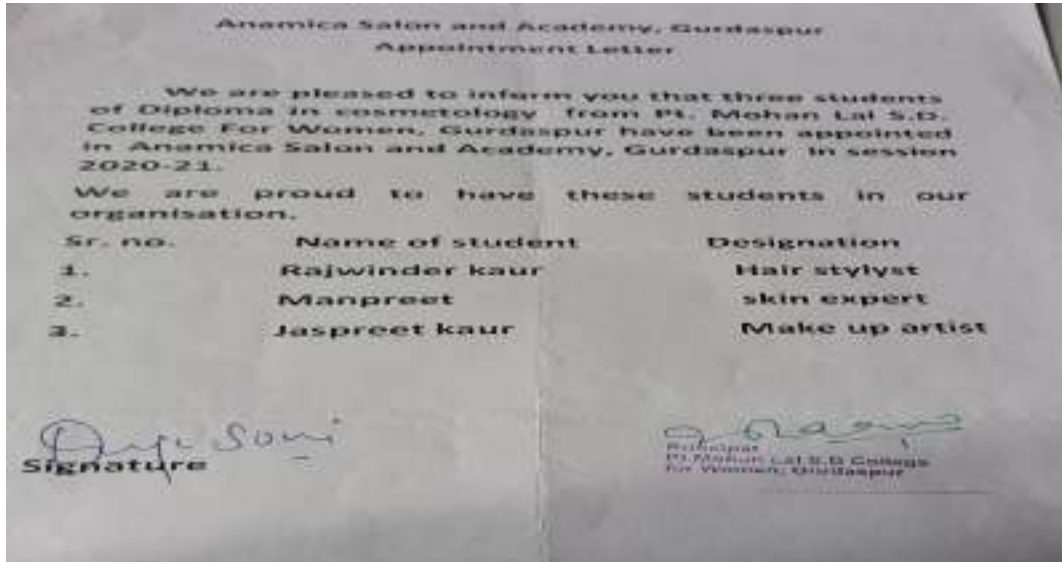 Anamica Salon and Academy, Gurdaspur
Appointment Letter
We are pleased to inform you that three students
of Diploma in cosmetology from Pt. Mohan Lal S.D.
College For Women, Gurdaspur have been appointed
in Anamica Salon and Academy, Gurdaspur in session
2020-21.
We are proud to have these students in our
organisation.
Sr. no. Name of student Designation
1. Rajwinder kaur Hair stylyst
2. Manpreet skin expert
3. Jaspreet kaur Make up artist
Soni
Signature
Principal
Pt.Mohan Lal S.D College
for Women, Gurdaspur